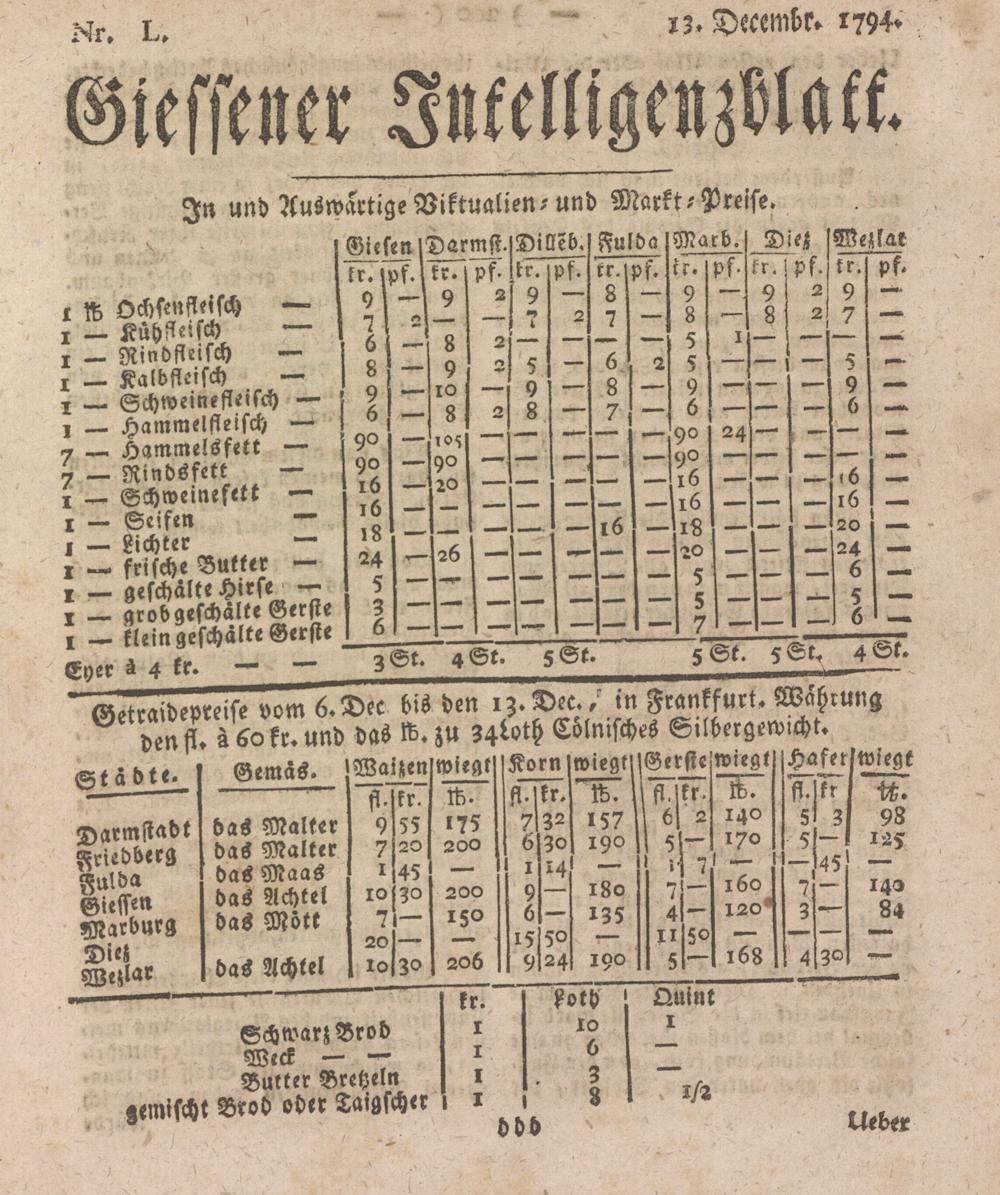 Nr. L. 13. Decembr. 1794.
Giessener Intelligenzblatt.
In und Auswärtige Viktualien- und Markt-Preise.
Giesen Darmst. Dillẽb. Fulda Marb. Diez Wezlar
kr. pf. kr. pf. kr. pf. kr. pf. kr. pf. kr. pf. kr. pf.
1 ℔ Ochsenfleisch — 9 — 9 2 9 — 8 — 9 — 9 2 9 —
1 — Kühfleisch — 7 2 — — 7 2 7 — 8 — 8 2 7 —
1 — Rindfleisch — 6 — 8 2 — — — — 5 1 — — — —
1 — Kalbfleisch — 8 — 9 2 5 — 6 2 5 — — — 5 —
1 — Schweinefleisch — 9 — 10 — 9 — 8 — 9 — — — 9 —
1 — Hammelfleisch — 6 — 8 2 8 — 7 — 6 — — — 6 —
7 — Hammelsfett — 90 — 105 — — — — — 90 24 — — — —
7 — Rindsfett — 90 — 90 — — — — — 90 — — — — —
1 — Schweinefett — 16 — 20 — — — — — 16 — — — 16 —
1 — Seifen — 16 — — — — — — — 16 — — — 16 —
1 — Lichter — 18 — — — — — 16 — 18 — — — 20 —
1 — frische Butter — 24 — 26 — — — — — 20 — — — 24 —
1 — geschälte Hirse — 5 — — — — — — — 5 — — — 6 —
1 — grobgeschälte Gerste 3 — — — — — — — 5 — — — 5 —
1 — kleingeschälte Gerste 6 — — — — — — — 7 — — — 6 —
Eyer à 4 kr. — — 3 St. 4 St. 5 St. 5 St. 5 St. 4 St.
Getraidepreise vom 6. Dec bis den 13. Dec., in Frankfurt. Währung
den fl. à 60 kr. und das ℔. zu 34 Loth Cölnisches Silbergewicht.
Städte. Gemäs. Waizen wiegt Korn wiegt Gerste wiegt Hafer wiegt
fl. kr. ℔. fl. kr. ℔. fl. kr. ℔. fl. kr ℔.
Darmstadt das Malter 9 55 175 7 32 157 6 2 140 5 3 98
Friedberg das Malter 7 20 200 6 30 190 5 — 170 5 — 125
Fulda das Maas 1 45 — 1 14 — 1 7 — — 45 —
Giessen das Achtel 10 30 200 9 — 180 7 — 160 7 — 140
Marburg das Mött 7 — 150 6 — 135 4 — 120 3 — 84
Diez 20 — — 15 50 — 11 50 — — — —
Wezlar das Achtel 10 30 206 9 24 190 5 — 168 4 30 —
kr. Loth Quint
Schwarz Brod 1 10 1
Weck — — 1 6 —
Butter Bretzeln 1 3 —
gemischt Brod oder Taigscher 1 8 1/2
ddd Ueber